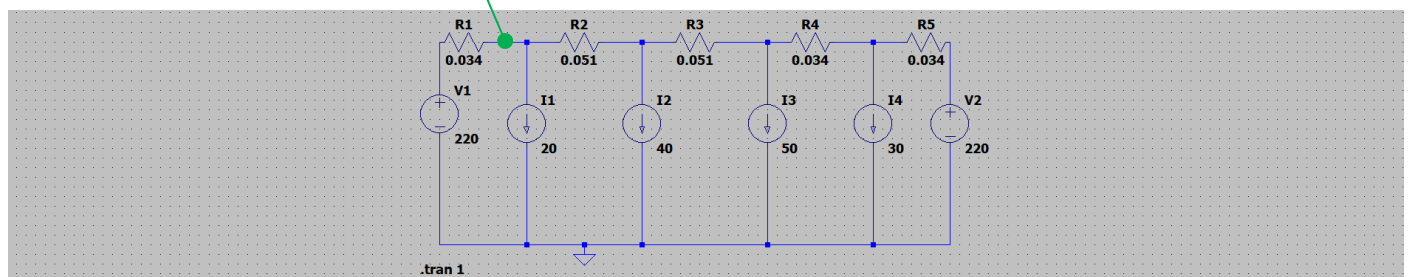 R1 R2 R3 R4 R5
0.034 0.051 0.051 0.034 0.034
V1 I1 I2 I3 I4 V2
220 20 40 50 30 220
.tran 1